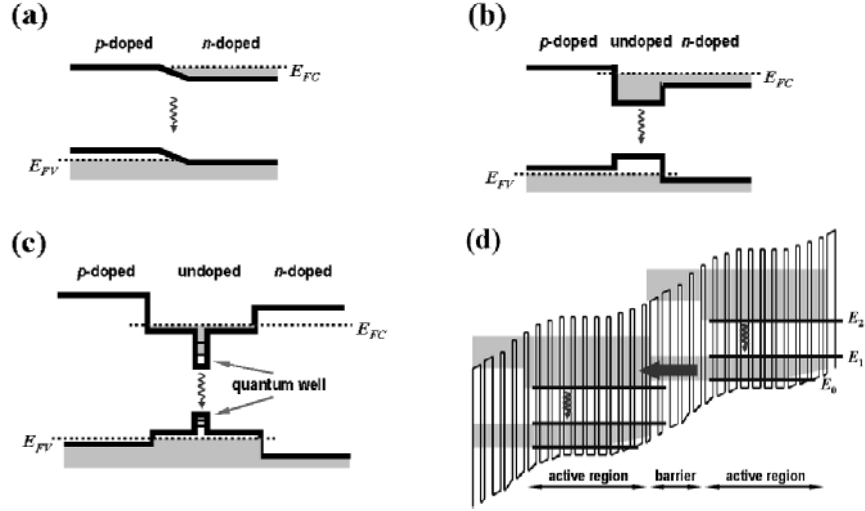 (a)
p-doped n-doped
E_FC
E_FV
(b)
p-doped undoped n-doped
E_FC
E_FV
(c)
p-doped undoped n-doped
E_FC
quantum well
E_FV
(d)
E_2
E_1
E_0
active region barrier active region